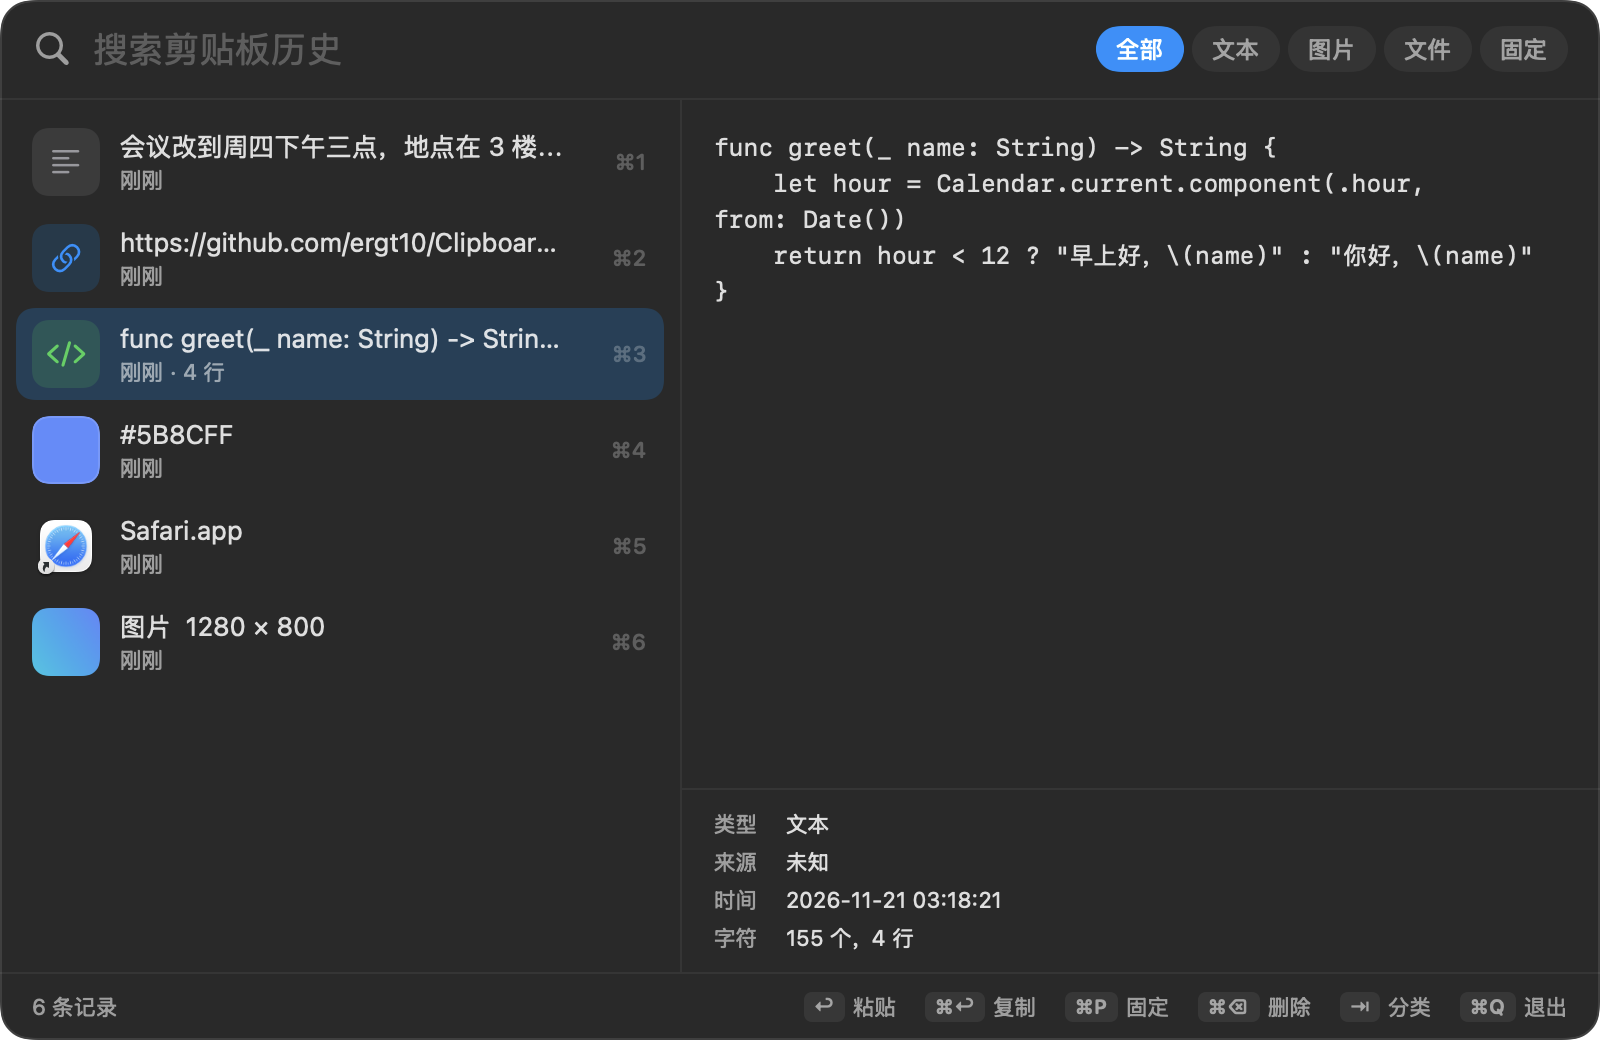 搜索剪贴板历史
全部 文本 图片 文件 固定
会议改到周四下午三点，地点在 3 楼…
刚刚
⌘1
https://github.com/ergt10/Clipboar…
刚刚
⌘2
func greet(_ name: String) -> Strin…
刚刚 · 4 行
⌘3
#5B8CFF
刚刚
⌘4
Safari.app
刚刚
⌘5
图片 1280 × 800
刚刚
⌘6
func greet(_ name: String) -> String {
    let hour = Calendar.current.component(.hour,
from: Date())
    return hour < 12 ? "早上好，\(name)" : "你好，\(name)"
}
类型 文本
来源 未知
时间 2026-11-21 03:18:21
字符 155 个，4 行
6 条记录
↩ 粘贴 ⌘↩ 复制 ⌘P 固定 ⌘⌫ 删除 ⇥ 分类 ⌘Q 退出